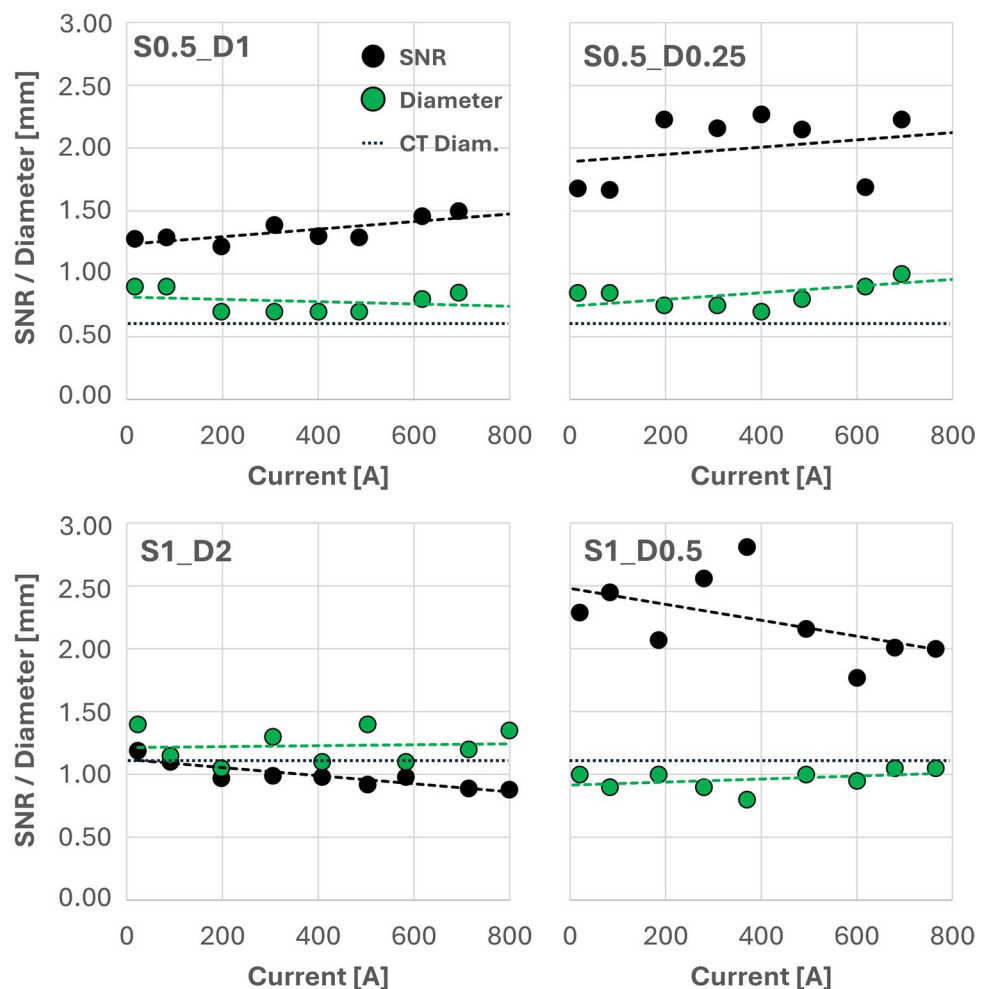 S0.5_D1
SNR
Diameter
CT Diam.
SNR / Diameter [mm]
3.00
2.50
2.00
1.50
1.00
0.50
0.00
0 200 400 600 800
Current [A]
S0.5_D0.25
0 200 400 600 800
Current [A]
S1_D2
SNR / Diameter [mm]
3.00
2.50
2.00
1.50
1.00
0.50
0.00
0 200 400 600 800
Current [A]
S1_D0.5
0 200 400 600 800
Current [A]